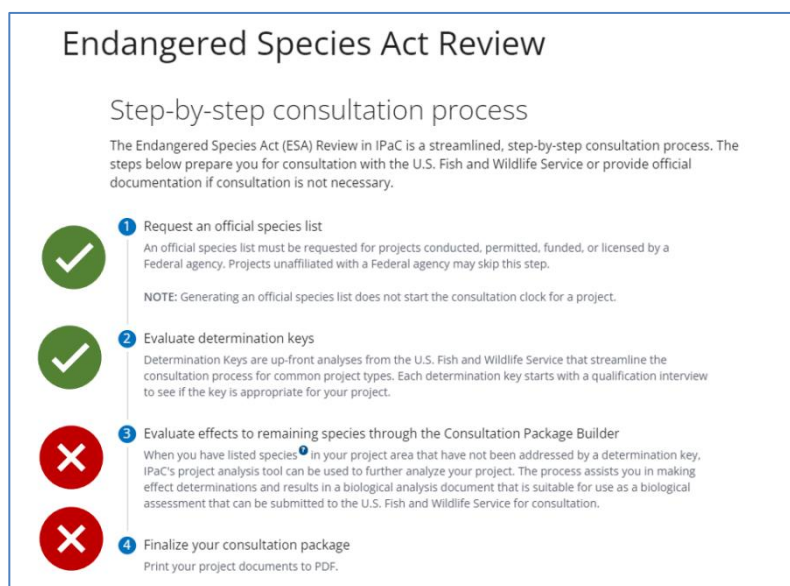 Endangered Species Act Review
Step-by-step consultation process
The Endangered Species Act (ESA) Review in IPaC is a streamlined, step-by-step consultation process. The
steps below prepare you for consultation with the U.S. Fish and Wildlife Service or provide official
documentation if consultation is not necessary.
1 Request an official species list
An official species list must be requested for projects conducted, permitted, funded, or licensed by a
Federal agency. Projects unaffiliated with a Federal agency may skip this step.
NOTE: Generating an official species list does not start the consultation clock for a project.
2 Evaluate determination keys
Determination Keys are up-front analyses from the U.S. Fish and Wildlife Service that streamline the
consultation process for common project types. Each determination key starts with a qualification interview
to see if the key is appropriate for your project.
3 Evaluate effects to remaining species through the Consultation Package Builder
When you have listed species ? in your project area that have not been addressed by a determination key,
IPaC's project analysis tool can be used to further analyze your project. The process assists you in making
effect determinations and results in a biological analysis document that is suitable for use as a biological
assessment that can be submitted to the U.S. Fish and Wildlife Service for consultation.
4 Finalize your consultation package
Print your project documents to PDF.